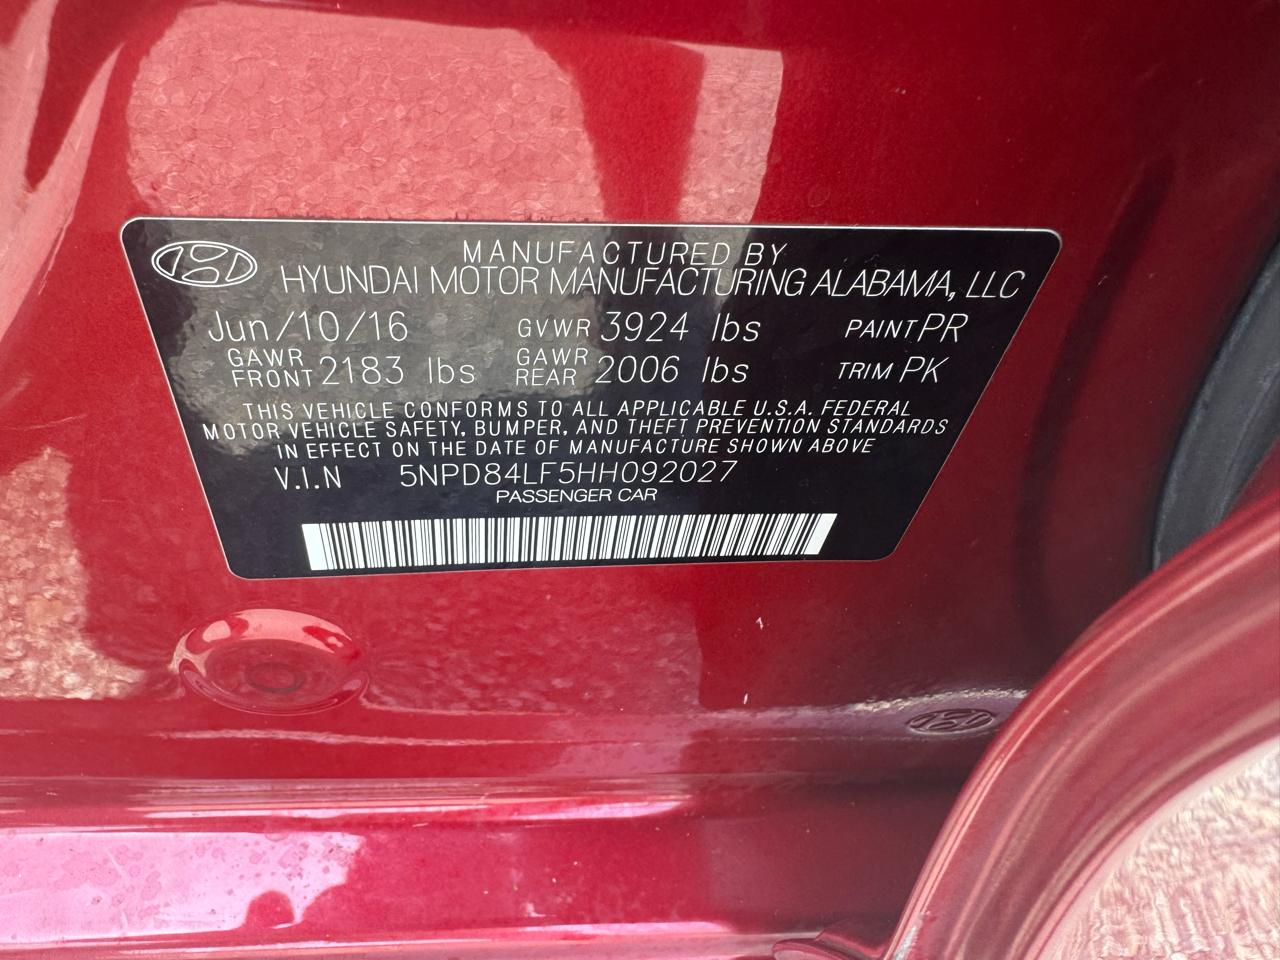 MANUFACTURED BY
HYUNDAI MOTOR MANUFACTURING ALABAMA, LLC
Jun/10/16 GVWR 3924 lbs PAINT PR
GAWR FRONT 2183 lbs GAWR REAR 2006 lbs TRIM PK
THIS VEHICLE CONFORMS TO ALL APPLICABLE U.S.A. FEDERAL
MOTOR VEHICLE SAFETY, BUMPER, AND THEFT PREVENTION STANDARDS
IN EFFECT ON THE DATE OF MANUFACTURE SHOWN ABOVE
V.I.N 5NPD84LF5HH092027
PASSENGER CAR